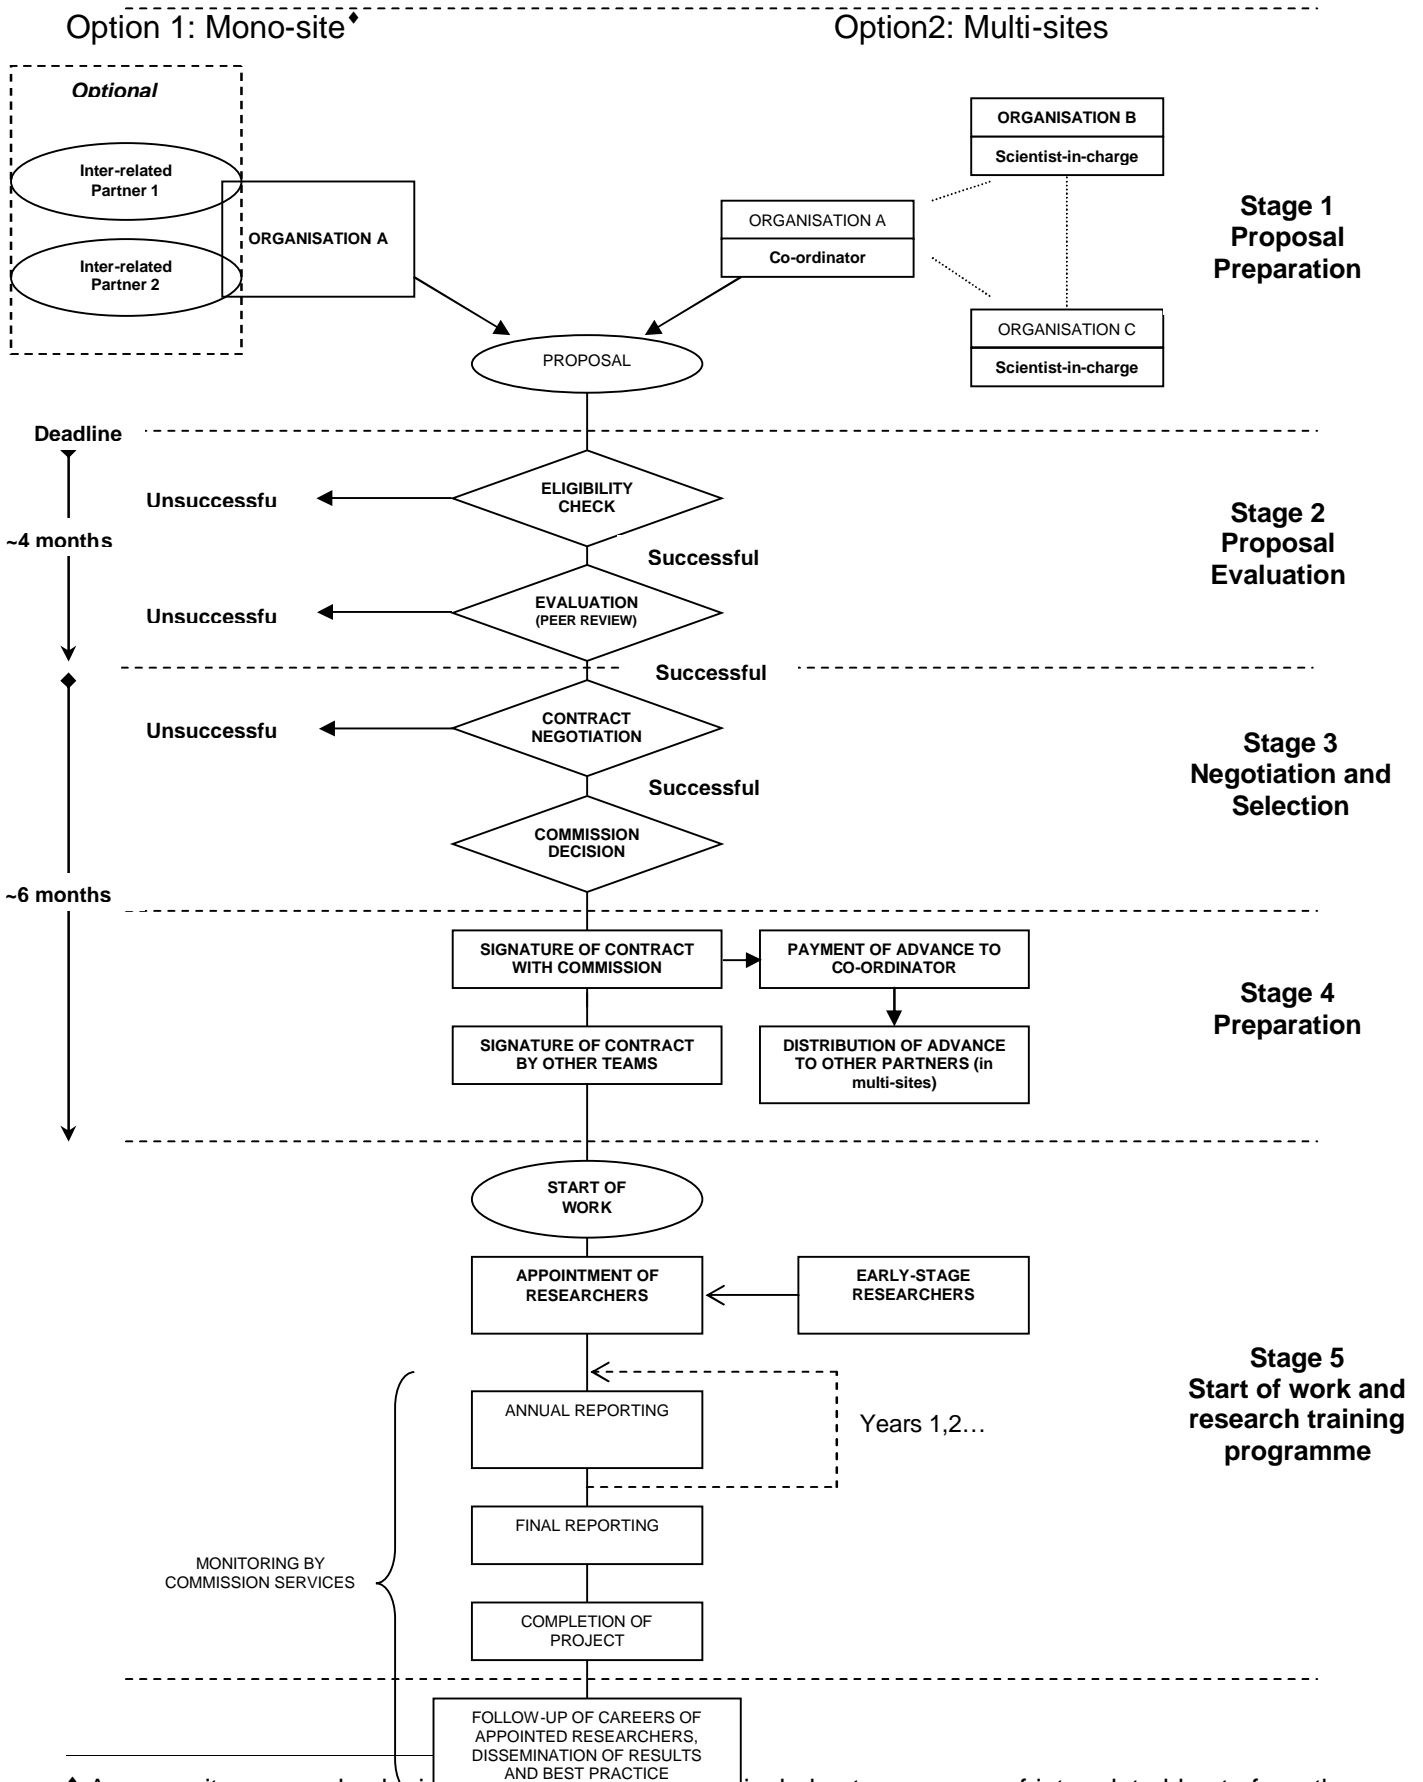 Option 1: Mono-site♦
Option2: Multi-sites
Optional
Inter-related
Partner 1
Inter-related
Partner 2
ORGANISATION A
ORGANISATION B
Scientist-in-charge
ORGANISATION A
Co-ordinator
ORGANISATION C
Scientist-in-charge
Stage 1
Proposal
Preparation
PROPOSAL
Deadline
~4 months
Unsuccessfu
ELIGIBILITY
CHECK
Successful
Unsuccessfu
EVALUATION
(PEER REVIEW)
Stage 2
Proposal
Evaluation
Successful
Unsuccessfu
CONTRACT
NEGOTIATION
Successful
COMMISSION
DECISION
Stage 3
Negotiation and
Selection
~6 months
SIGNATURE OF CONTRACT
WITH COMMISSION
PAYMENT OF ADVANCE TO
CO-ORDINATOR
SIGNATURE OF CONTRACT
BY OTHER TEAMS
DISTRIBUTION OF ADVANCE
TO OTHER PARTNERS (in
multi-sites)
Stage 4
Preparation
START OF
WORK
APPOINTMENT OF
RESEARCHERS
EARLY-STAGE
RESEARCHERS
ANNUAL REPORTING
Years 1,2…
Stage 5
Start of work and
research training
programme
FINAL REPORTING
MONITORING BY
COMMISSION SERVICES
COMPLETION OF
PROJECT
FOLLOW-UP OF CAREERS OF
APPOINTED RESEARCHERS,
DISSEMINATION OF RESULTS
AND BEST PRACTICE